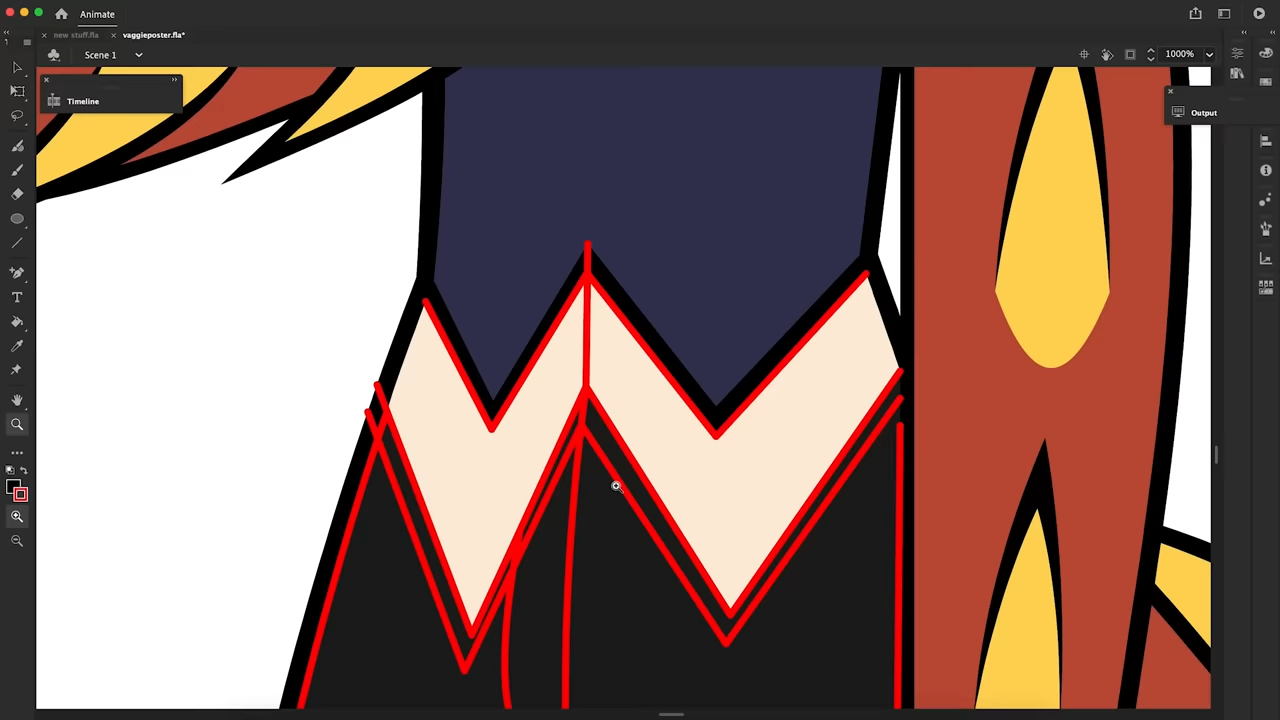 Animate
new stuff.fla
vaggieposter.fla*
Scene 1
1000%
Timeline
Output